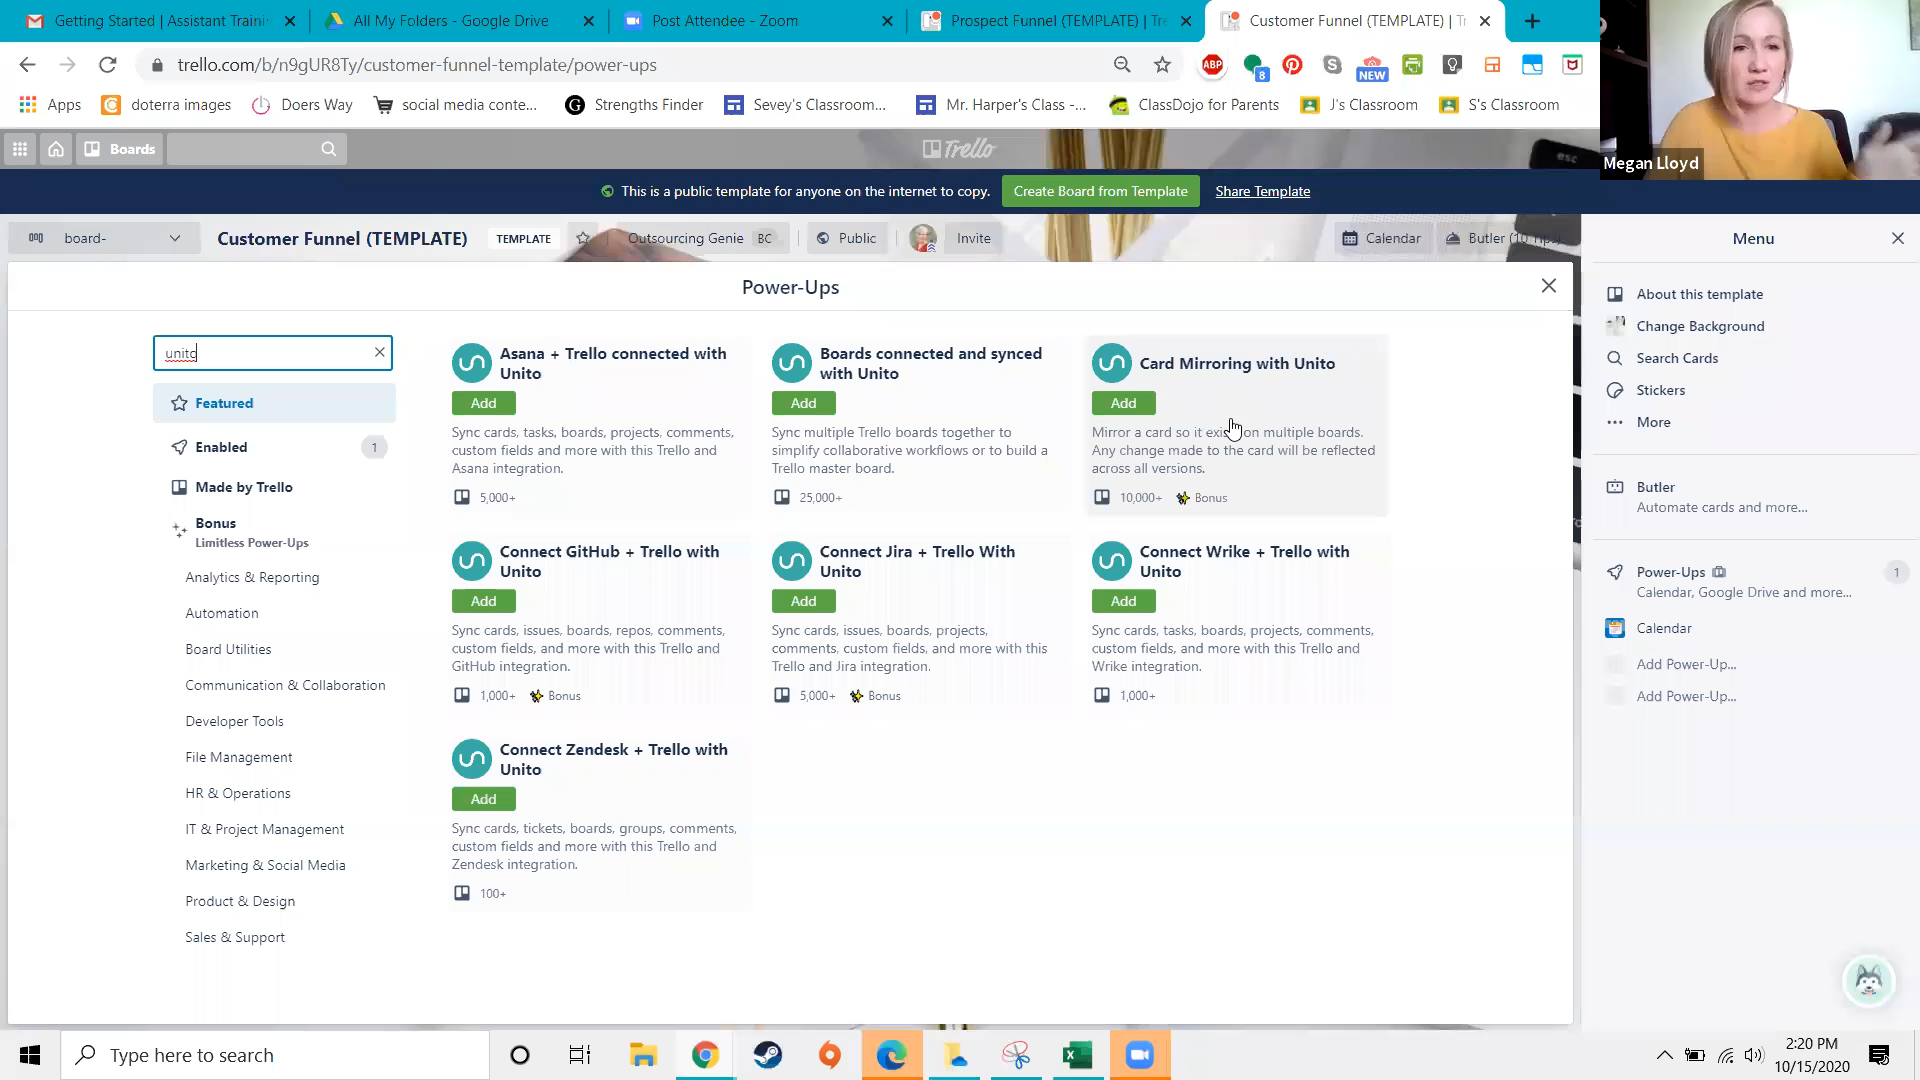 Getting Started | Assistant Traini
All My Folders - Google Drive
Post Attendee - Zoom
Prospect Funnel (TEMPLATE) | Tre
Customer Funnel (TEMPLATE) | Tr
trello.com/b/n9gUR8Ty/customer-funnel-template/power-ups
ABP
8
NEW
Apps
doterra images
Doers Way
social media conte...
G
Strengths Finder
Sevey's Classroom...
Mr. Harper's Class -...
ClassDojo for Parents
J's Classroom
S's Classroom
Megan Lloyd
Boards
Trello
esc
This is a public template for anyone on the internet to copy.
Create Board from Template
Share Template
board-
Customer Funnel (TEMPLATE)
TEMPLATE
Outsourcing Genie
BC
Public
Invite
Calendar
Butler (10 Tips)
Power-Ups
unito
Featured
Enabled
1
Made by Trello
Bonus
Limitless Power-Ups
Analytics & Reporting
Automation
Board Utilities
Communication & Collaboration
Developer Tools
File Management
HR & Operations
IT & Project Management
Marketing & Social Media
Product & Design
Sales & Support
Asana + Trello connected with
Unito
Add
Sync cards, tasks, boards, projects, comments,
custom fields and more with this Trello and
Asana integration.
5,000+
Boards connected and synced
with Unito
Add
Sync multiple Trello boards together to
simplify collaborative workflows or to build a
Trello master board.
25,000+
Card Mirroring with Unito
Add
Mirror a card so it exists on multiple boards.
Any change made to the card will be reflected
across all versions.
10,000+
Bonus
Connect GitHub + Trello with
Unito
Add
Sync cards, issues, boards, repos, comments,
custom fields, and more with this Trello and
GitHub integration.
1,000+
Bonus
Connect Jira + Trello With
Unito
Add
Sync cards, issues, boards, projects,
comments, custom fields, and more with this
Trello and Jira integration.
5,000+
Bonus
Connect Wrike + Trello with
Unito
Add
Sync cards, tasks, boards, projects, comments,
custom fields, and more with this Trello and
Wrike integration.
1,000+
Connect Zendesk + Trello with
Unito
Add
Sync cards, tickets, boards, groups, comments,
custom fields and more with this Trello and
Zendesk integration.
100+
Menu
About this template
Change Background
Search Cards
Stickers
More
Butler
Automate cards and more...
Power-Ups
1
Calendar, Google Drive and more...
Calendar
Add Power-Up...
Add Power-Up...
Type here to search
2:20 PM
10/15/2020